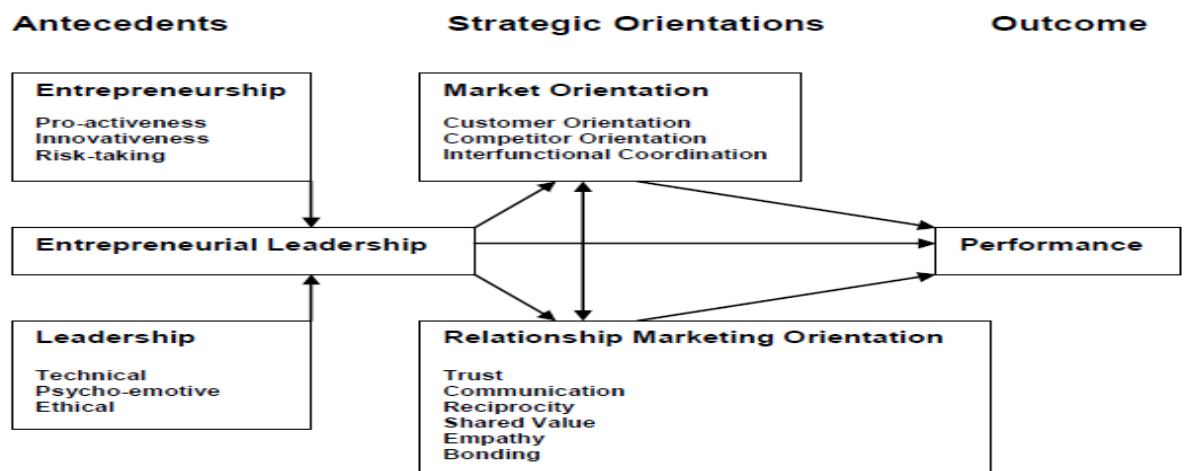 Antecedents
Strategic Orientations
Outcome
Entrepreneurship
Pro-activeness
Innovativeness
Risk-taking
Market Orientation
Customer Orientation
Competitor Orientation
Interfunctional Coordination
Entrepreneurial Leadership
Performance
Leadership
Technical
Psycho-emotive
Ethical
Relationship Marketing Orientation
Trust
Communication
Reciprocity
Shared Value
Empathy
Bonding